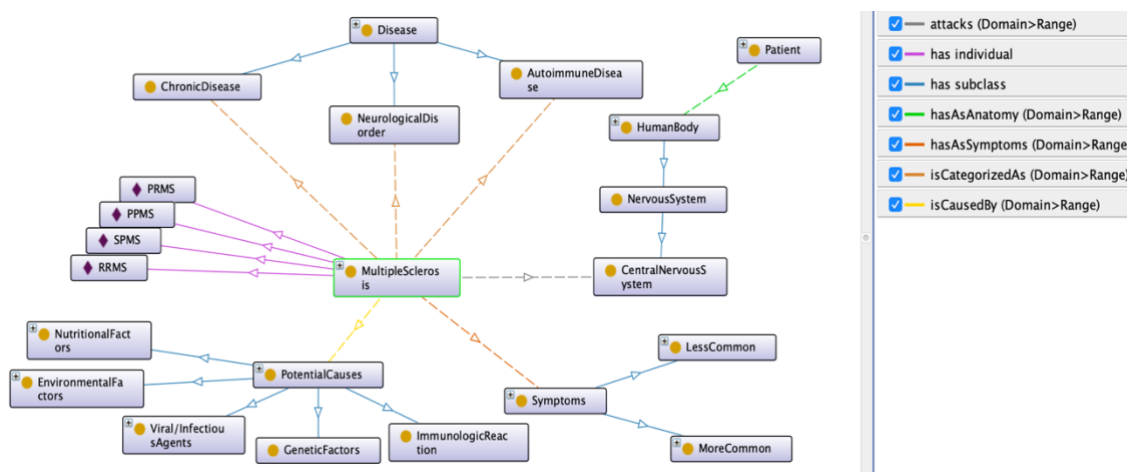 Disease
Patient
ChronicDisease
AutoimmuneDisea
se
NeurologicalDis
order
HumanBody
PRMS
PPMS
SPMS
RRMS
NervousSystem
MultipleScleros
is
CentralNervousS
ystem
NutritionalFact
ors
EnvironmentalFa
ctors
PotentialCauses
Viral/Infectiou
sAgents
GeneticFactors
ImmunologicReac
tion
LessCommon
Symptoms
MoreCommon
attacks (Domain>Range)
has individual
has subclass
hasAsAnatomy (Domain>Range)
hasAsSymptoms (Domain>Range
isCategorizedAs (Domain>Range)
isCausedBy (Domain>Range)